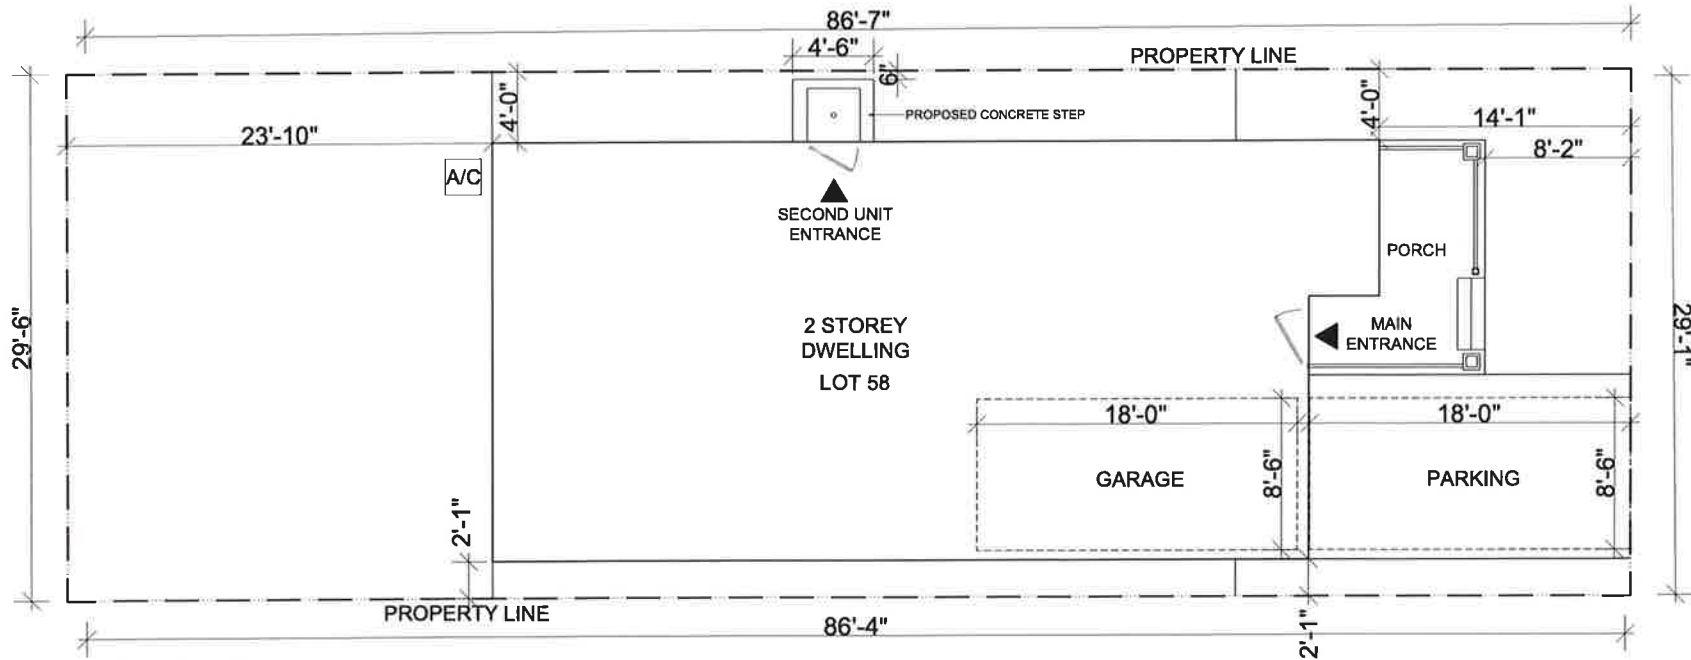 86'-7"
4'-6"
PROPERTY LINE
6"
4'-0"
4'-0"
23'-10"
PROPOSED CONCRETE STEP
14'-1"
8'-2"
A/C
SECOND UNIT
ENTRANCE
PORCH
29'-6"
2 STOREY
DWELLING
LOT 58
MAIN
ENTRANCE
29'-1"
18'-0"
18'-0"
GARAGE
8'-6"
PARKING
8'-6"
2'-1"
PROPERTY LINE
86'-4"
2'-1"